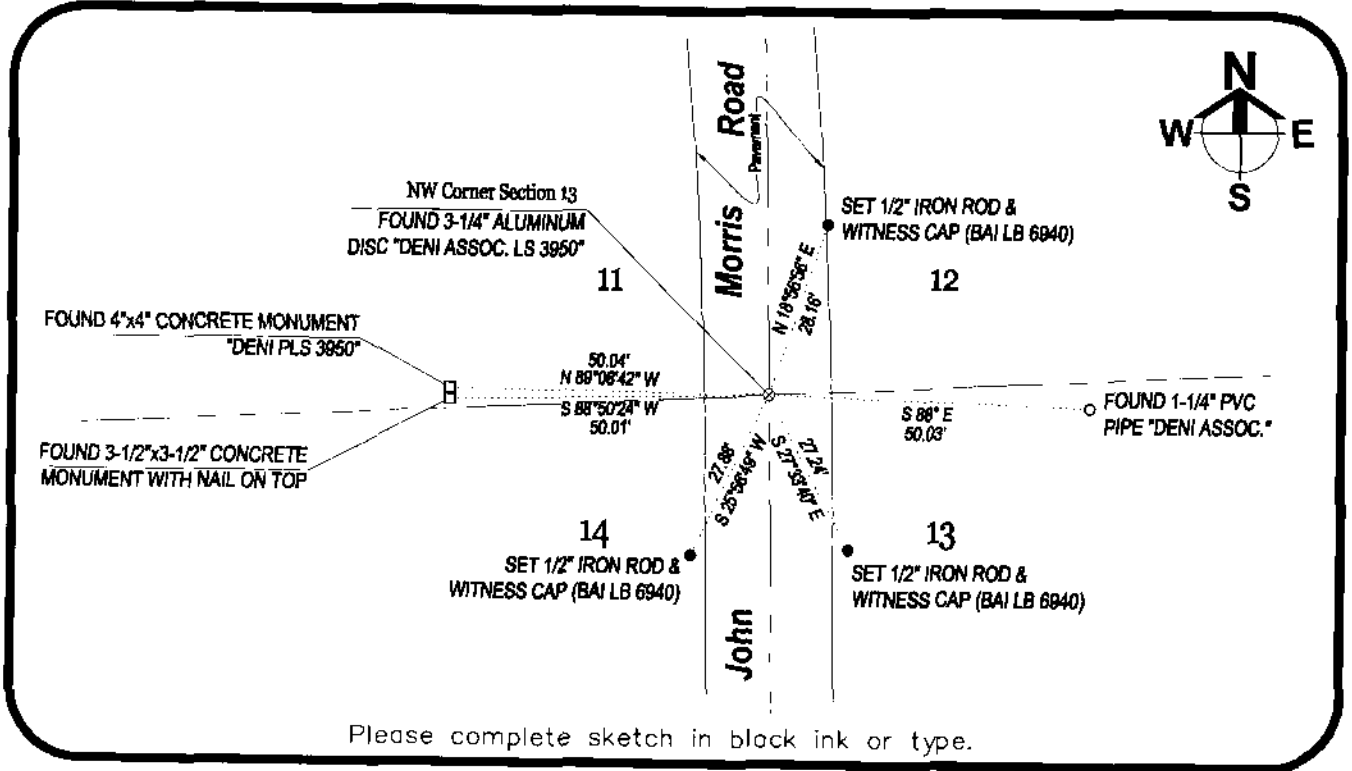 N
W E
S
Road
Pavement
Morris
John
NW Corner Section 13
FOUND 3-1/4" ALUMINUM
DISC "DENI ASSOC. LS 3950"
11
SET 1/2" IRON ROD &
WITNESS CAP (BAI LB 6940)
12
N 18°56'56" E
28.16'
FOUND 4"x4" CONCRETE MONUMENT
"DENI PLS 3950"
50.04'
N 89°06'42" W
S 88°50'24" W
50.01'
S 88° E
50.03'
FOUND 1-1/4" PVC
PIPE "DENI ASSOC."
FOUND 3-1/2"x3-1/2" CONCRETE
MONUMENT WITH NAIL ON TOP
27.88'
S 25°56'49" W
27.24'
S 27°33'40" E
14
SET 1/2" IRON ROD &
WITNESS CAP (BAI LB 6940)
13
SET 1/2" IRON ROD &
WITNESS CAP (BAI LB 6940)
Please complete sketch in black ink or type.